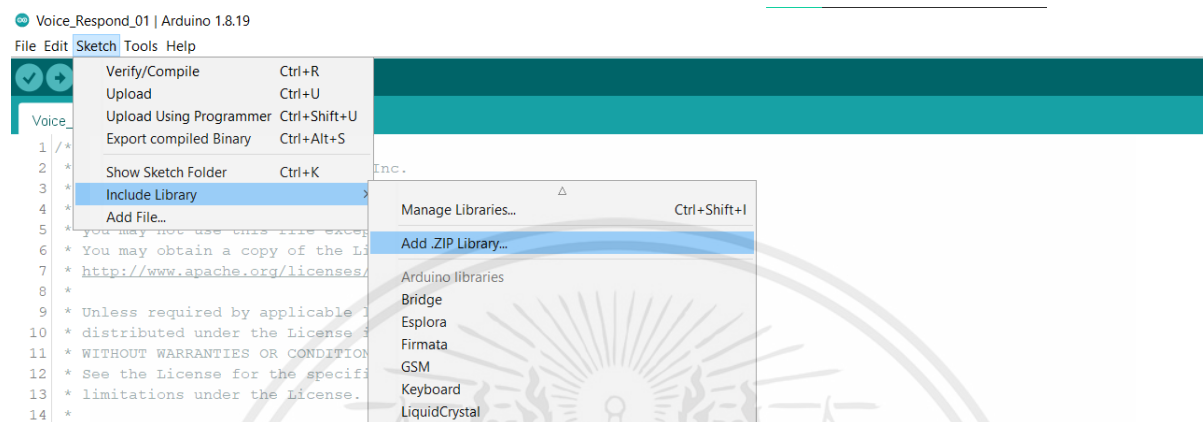 Voice_Respond_01 | Arduino 1.8.19
File Edit Sketch Tools Help
Verify/Compile Ctrl+R
Upload Ctrl+U
Upload Using Programmer Ctrl+Shift+U
Export compiled Binary Ctrl+Alt+S
Show Sketch Folder Ctrl+K
Include Library
Add File...
Manage Libraries... Ctrl+Shift+I
Add .ZIP Library...
Arduino libraries
Bridge
Esplora
Firmata
GSM
Keyboard
LiquidCrystal
Voice_
1 /*
2 * Inc.
3 *
4 *
5 * you may not use this file
6 * You may obtain a copy of the
7 * http://www.apache.org/licenses/
8 *
9 * Unless required by applicable
10 * distributed under the License
11 * WITHOUT WARRANTIES OR CONDITION
12 * See the License for the specifi
13 * limitations under the License.
14 *